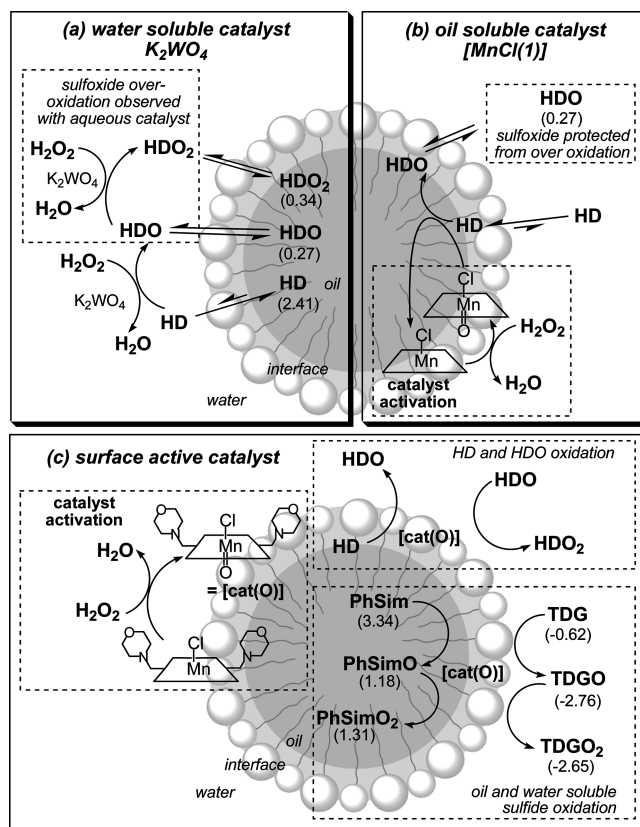 (a) water soluble catalyst
K2WO4
sulfoxide over-
oxidation observed
with aqueous catalyst
H2O2
K2WO4
H2O
HDO2
HDO
H2O2
K2WO4
H2O
HD
HDO2
(0.34)
HDO
(0.27)
HD
(2.41)
oil
interface
water
(b) oil soluble catalyst
[MnCl(1)]
HDO
(0.27)
sulfoxide protected
from over oxidation
HDO
HD
HD
Cl
Mn
O
Cl
Mn
H2O2
H2O
catalyst
activation
(c) surface active catalyst
catalyst
activation
H2O
H2O2
O
N
Cl
Mn
O
O
N
= [cat(O)]
O
N
Cl
Mn
O
N
HDO
HD
[cat(O)]
HD and HDO oxidation
HDO
HDO2
PhSim
(3.34)
PhSimO
(1.18)
PhSimO2
(1.31)
[cat(O)]
TDG
(-0.62)
TDGO
(-2.76)
TDGO2
(-2.65)
oil
interface
water
oil and water soluble
sulfide oxidation